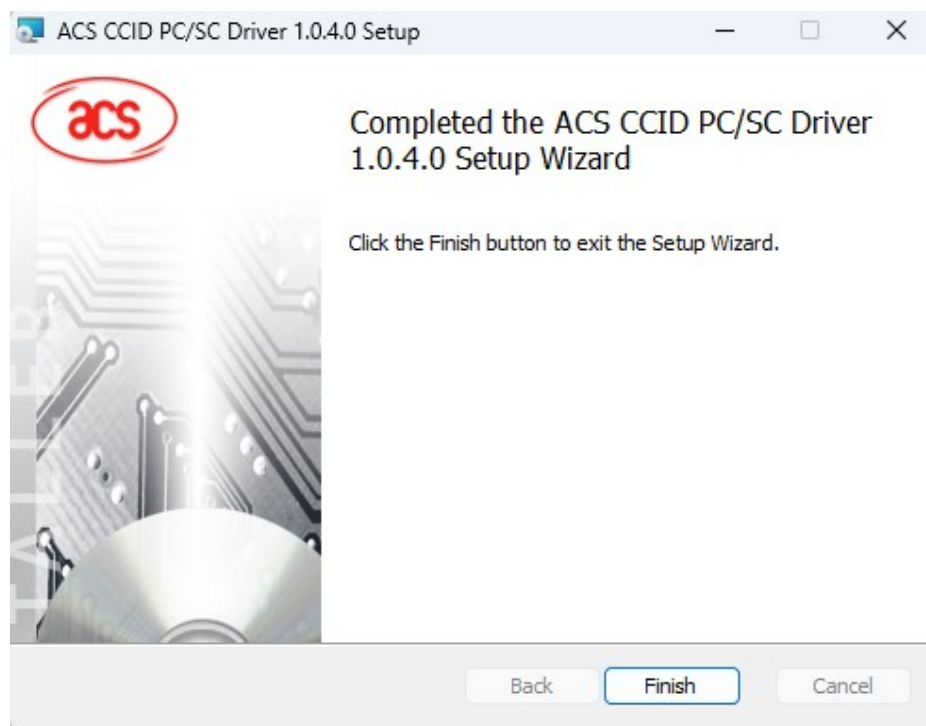 ACS CCID PC/SC Driver 1.0.4.0 Setup
acs
Completed the ACS CCID PC/SC Driver
1.0.4.0 Setup Wizard
Click the Finish button to exit the Setup Wizard.
Back
Finish
Cancel